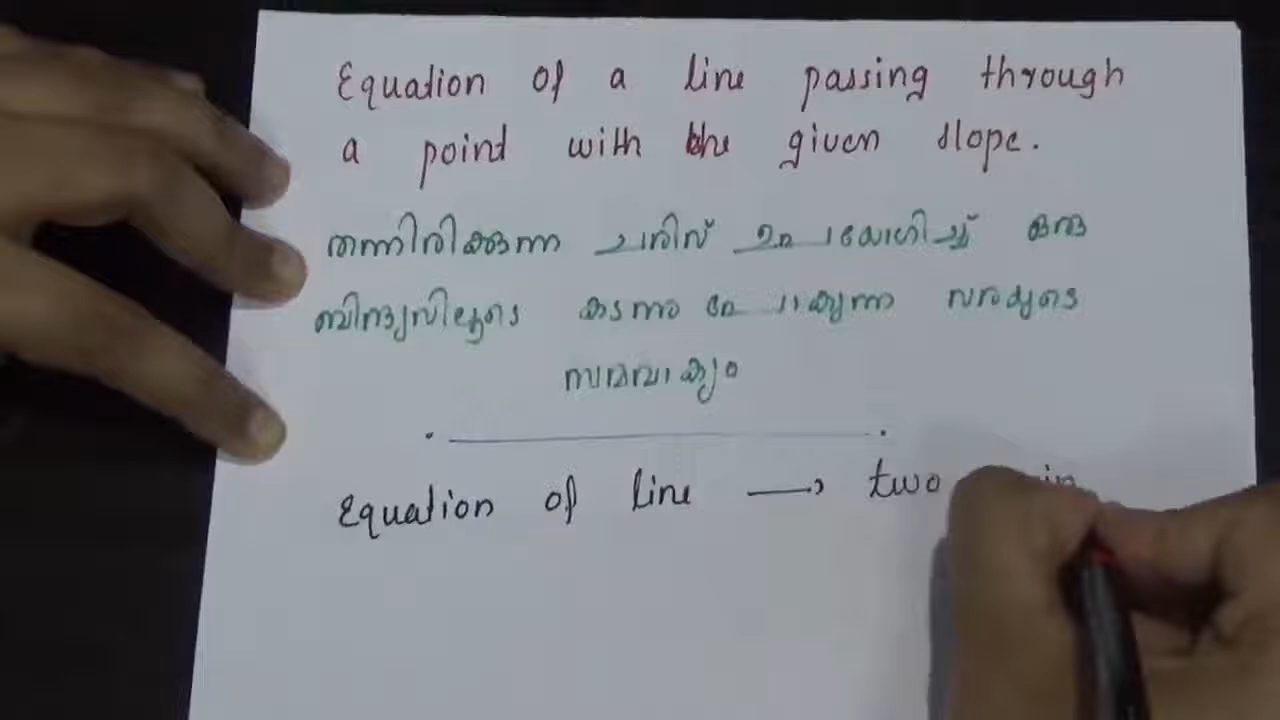 Equation of a line passing through
a point with the given slope.
തന്നിരിക്കുന്ന ചരിവ് ഉപയോഗിച്ച് ഒരു
ബിന്ദുവിലൂടെ കടന്നു പോകുന്ന വരയുടെ
സമവാക്യം
Equation of line → two